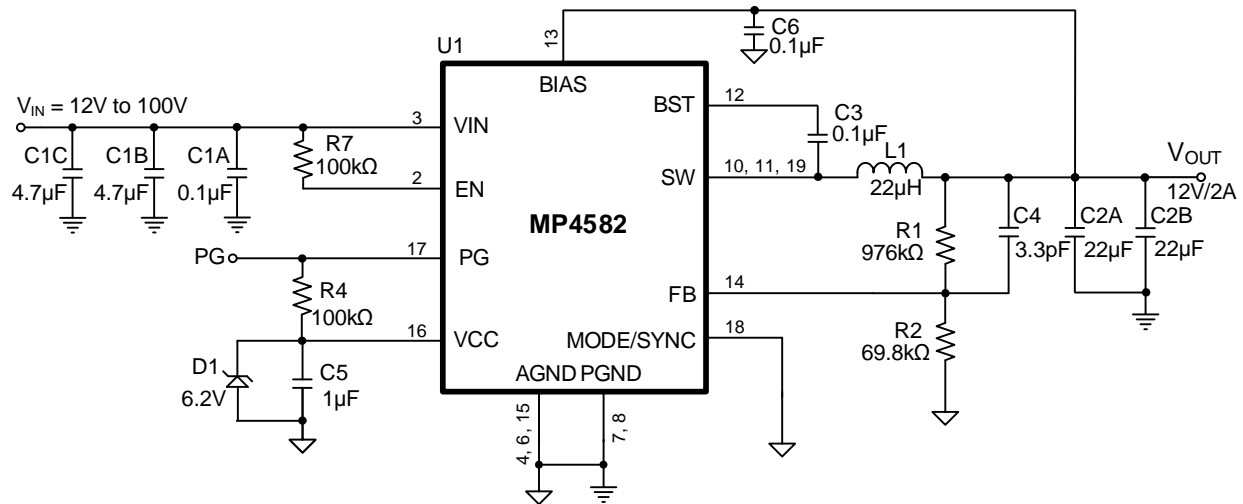 C6
0.1µF
13
U1
BIAS
V_IN = 12V to 100V
3
VIN
BST
12
C3
0.1µF
R7
100kΩ
C1C
C1B
C1A
4.7µF
4.7µF
0.1µF
2
EN
SW
10, 11, 19
L1
22µH
V_OUT
12V/2A
MP4582
PG
17
PG
R1
976kΩ
C4
3.3pF
C2A
22µF
C2B
22µF
R4
100kΩ
FB
14
16
VCC
MODE/SYNC
18
R2
69.8kΩ
D1
6.2V
C5
1µF
AGND PGND
4, 6, 15
7, 8